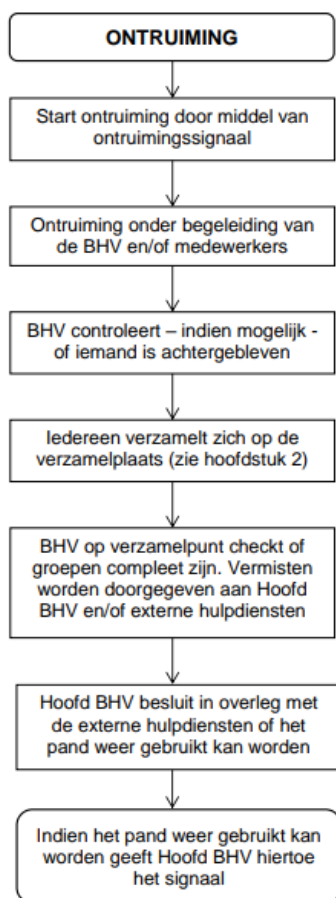 ONTRUIMING
Start ontruiming door middel van
ontruimingssignaal
Ontruiming onder begeleiding van
de BHV en/of medewerkers
BHV controleert – indien mogelijk -
of iemand is achtergebleven
Iedereen verzamelt zich op de
verzamelplaats (zie hoofdstuk 2)
BHV op verzamelpunt checkt of
groepen compleet zijn. Vermisten
worden doorgegeven aan Hoofd
BHV en/of externe hulpdiensten
Hoofd BHV besluit in overleg met
de externe hulpdiensten of het
pand weer gebruikt kan worden
Indien het pand weer gebruikt kan
worden geeft Hoofd BHV hiertoe
het signaal